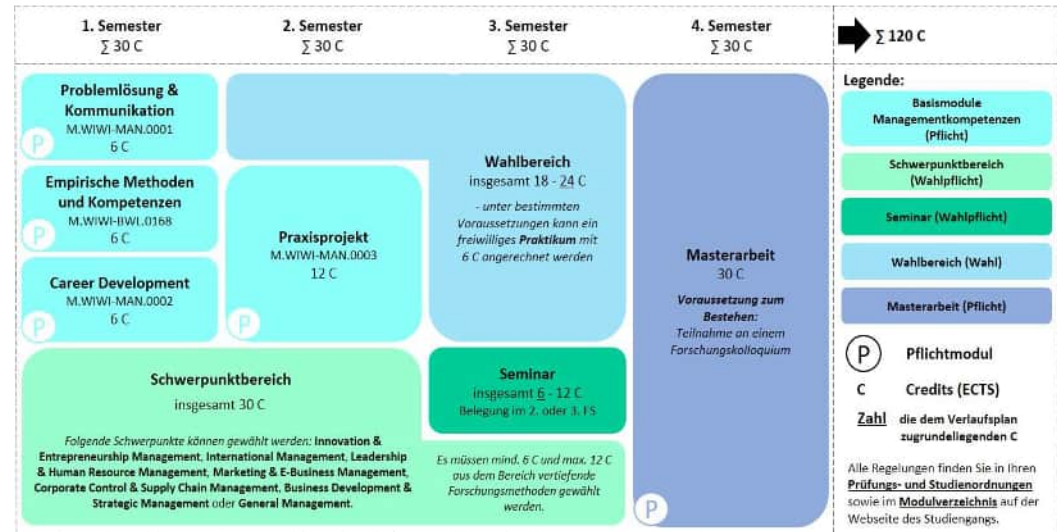 1. Semester
∑ 30 C
2. Semester
∑ 30 C
3. Semester
∑ 30 C
4. Semester
∑ 30 C
∑ 120 C
Problemlösung &
Kommunikation
M.WIWI-MAN.0001
6 C
P
Empirische Methoden
und Kompetenzen
M.WIWI-BWL.0168
6 C
P
Career Development
M.WIWI-MAN.0002
6 C
P
Praxisprojekt
M.WIWI-MAN.0003
12 C
P
Wahlbereich
insgesamt 18 - 24 C
- unter bestimmten
Voraussetzungen kann ein
freiwilliges Praktikum mit
6 C angerechnet werden
Masterarbeit
30 C
Voraussetzung zum
Bestehen:
Teilnahme an einem
Forschungskolloquium
P
Schwerpunktbereich
insgesamt 30 C
Folgende Schwerpunkte können gewählt werden: Innovation &
Entrepreneurship Management, International Management, Leadership
& Human Resource Management, Marketing & E-Business Management,
Corporate Control & Supply Chain Management, Business Development &
Strategic Management oder General Management.
Seminar
insgesamt 6 - 12 C
Belegung im 2. oder 3. FS
Es müssen mind. 6 C und max. 12 C
aus dem Bereich vertiefende
Forschungsmethoden gewählt
werden.
Legende:
Basismodule
Managementkompetenzen
(Pflicht)
Schwerpunktbereich
(Wahlpflicht)
Seminar (Wahlpflicht)
Wahlbereich (Wahl)
Masterarbeit (Pflicht)
P Pflichtmodul
C Credits (ECTS)
Zahl die dem Verlaufsplan
zugrundeliegenden C
Alle Regelungen finden Sie in Ihren
Prüfungs- und Studienordnungen
sowie im Modulverzeichnis auf der
Webseite des Studiengangs.